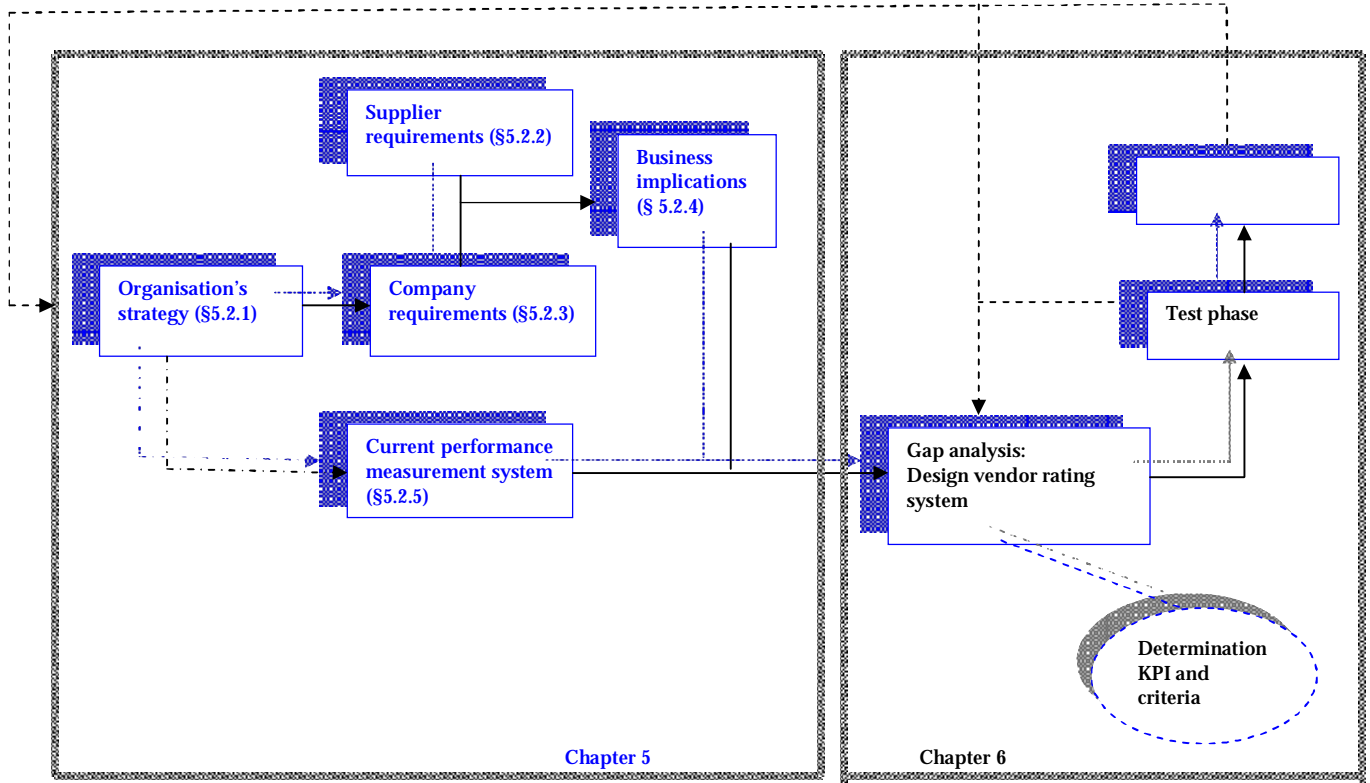 Supplier
requirements (§5.2.2)
Business
implications
(§ 5.2.4)
Organisation's
strategy (§5.2.1)
Company
requirements (§5.2.3)
Test phase
Current performance
measurement system
(§5.2.5)
Gap analysis:
Design vendor rating
system
Determination
KPI and
criteria
Chapter 5
Chapter 6